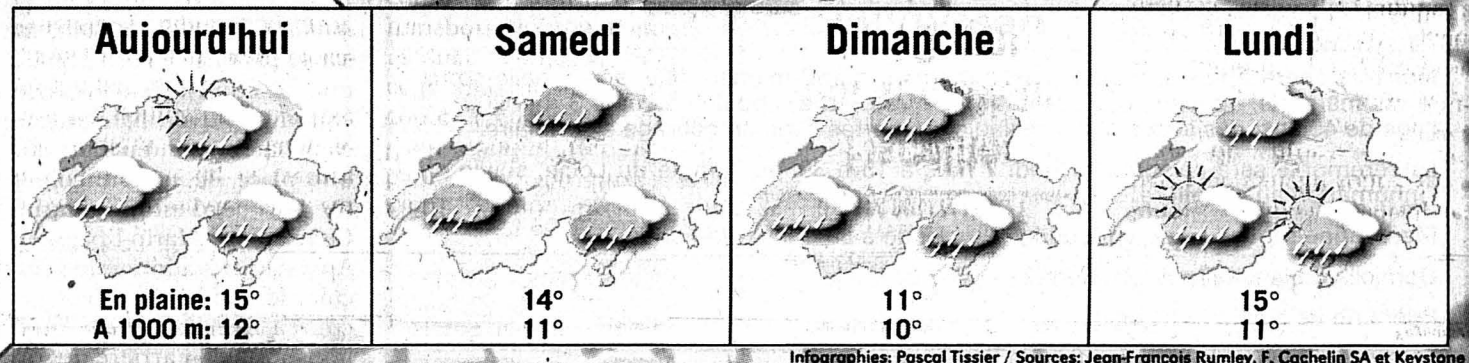 Aujourd'hui
En plaine: 15°
A 1000 m: 12°
Samedi
14°
11°
Dimanche
11°
10°
Lundi
15°
11°
Infographies: Pascal Tissier / Sources: Jean-François Rumley, F. Cachelin SA et Keystone